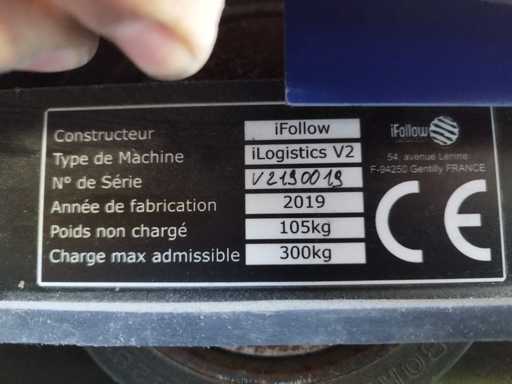 Constructeur iFollow
Type de Machine iLogistics V2
N° de Série V2190019
Année de fabrication 2019
Poids non chargé 105kg
Charge max admissible 300kg
iFollow
54, avenue Lénine
F-94250 Gentilly FRANCE
CE